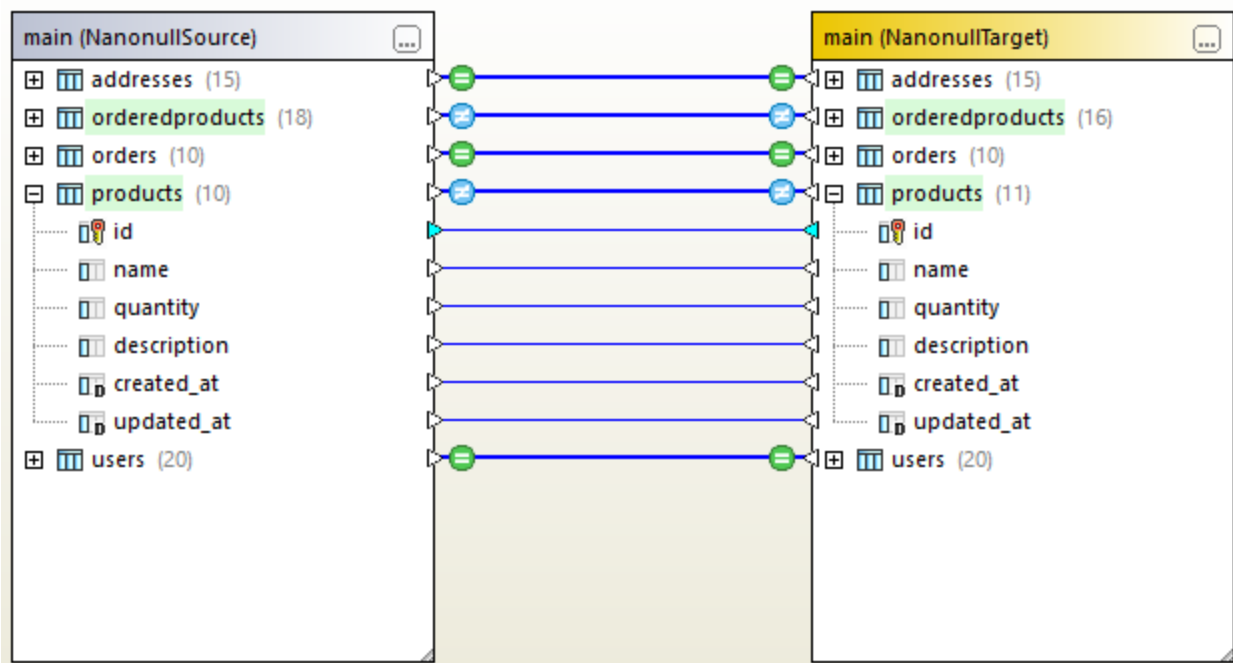 main (NanonullSource)
...
addresses (15)
orderedproducts (18)
orders (10)
products (10)
id
name
quantity
description
created_at
updated_at
users (20)
main (NanonullTarget)
...
addresses (15)
orderedproducts (16)
orders (10)
products (11)
id
name
quantity
description
created_at
updated_at
users (20)